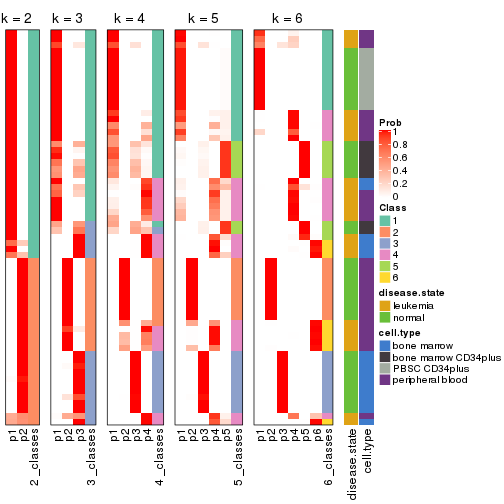 k = 2
k = 3
k = 4
k = 5
k = 6
p1
p2
2_classes
p1
p2
p3
3_classes
p1
p2
p3
p4
4_classes
p1
p2
p3
p4
p5
5_classes
p1
p2
p3
p4
p5
p6
6_classes
disease.state
cell.type
Prob
1
0.8
0.6
0.4
0.2
0
Class
1
2
3
4
5
6
disease.state
leukemia
normal
cell.type
bone marrow
bone marrow CD34plus
PBSC CD34plus
peripheral blood